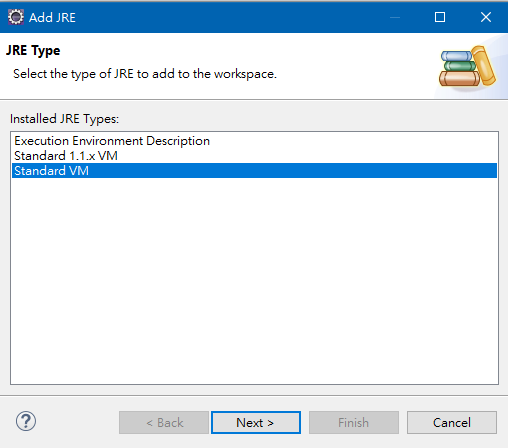 Add JRE
JRE Type
Select the type of JRE to add to the workspace.
Installed JRE Types:
Execution Environment Description
Standard 1.1.x VM
Standard VM
?
< Back
Next >
Finish
Cancel